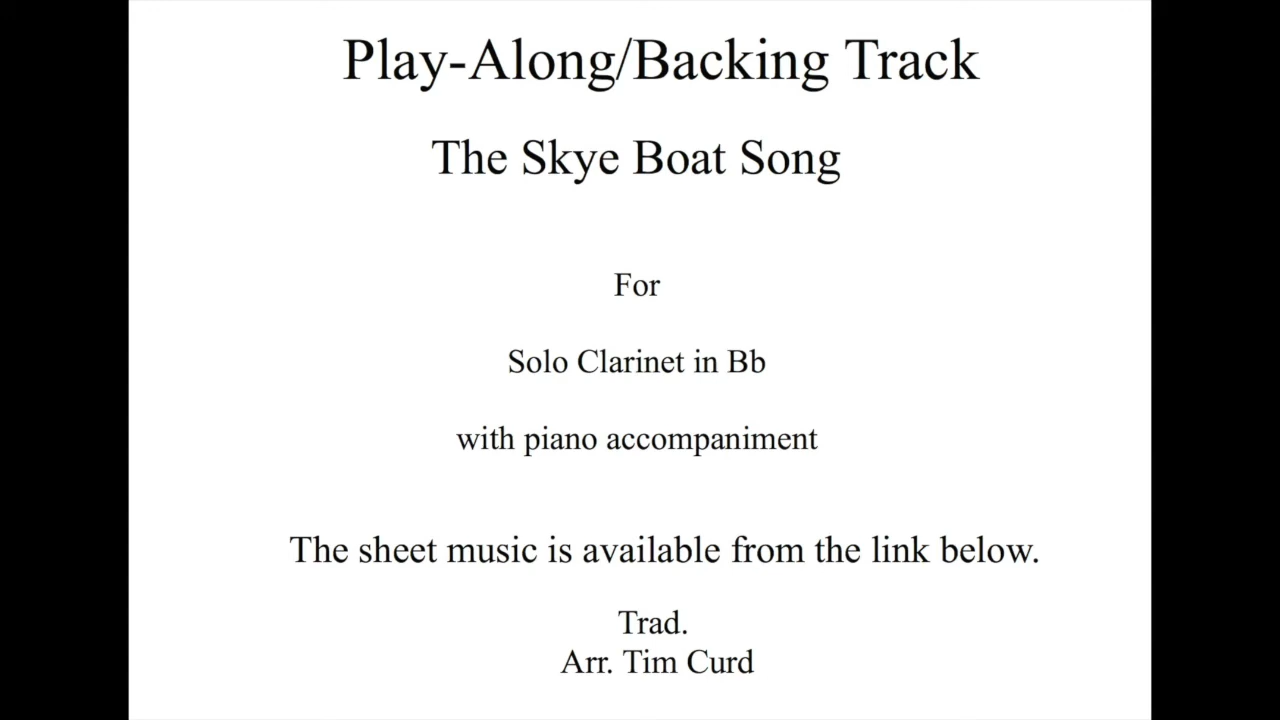 Play-Along/Backing Track
The Skye Boat Song
For
Solo Clarinet in Bb
with piano accompaniment
The sheet music is available from the link below.
Trad.
Arr. Tim Curd